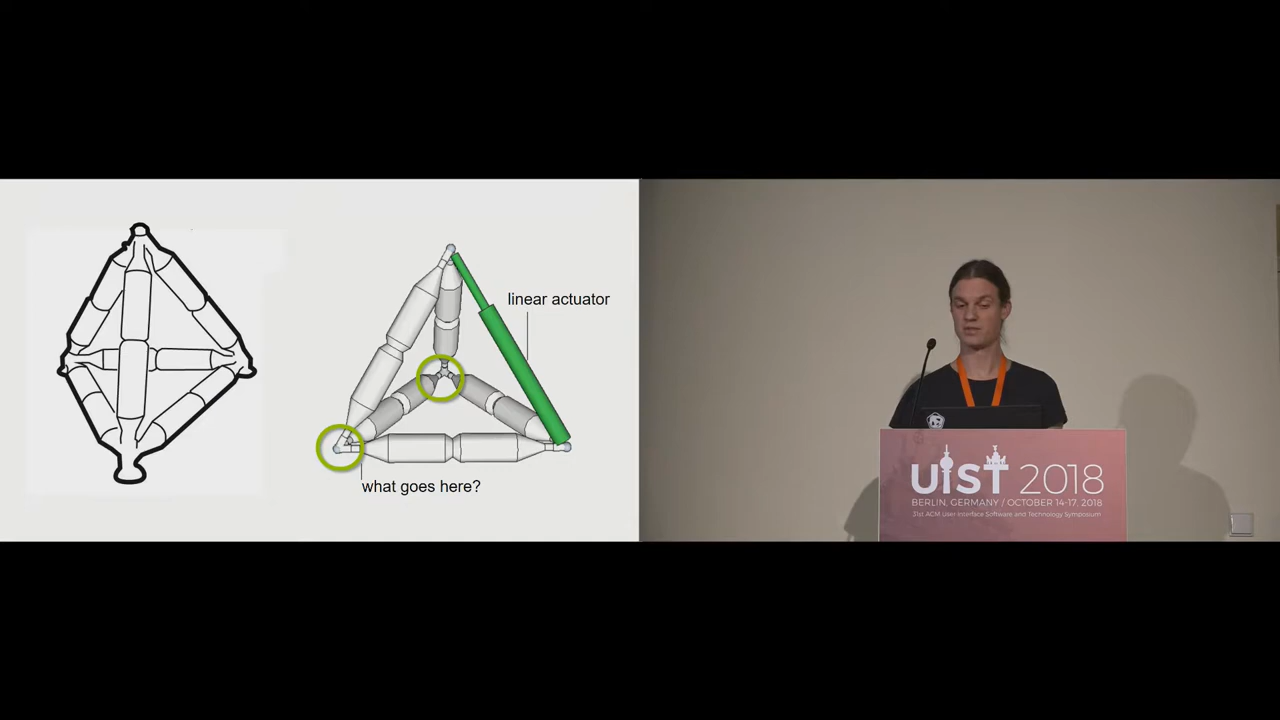 linear actuator
what goes here?
UIST 2018
BERLIN, GERMANY / OCTOBER 14-17, 2018
31st ACM User Interface Software and Technology Symposium